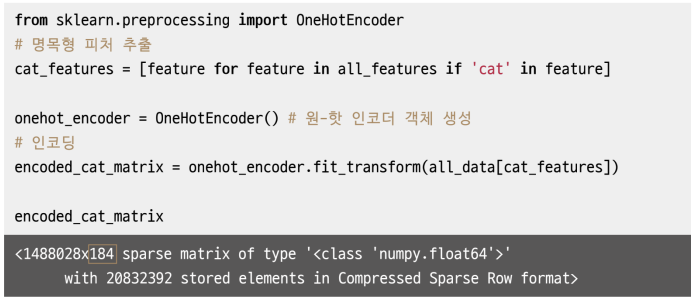 from sklearn.preprocessing import OneHotEncoder
# 명목형 피처 추출
cat_features = [feature for feature in all_features if 'cat' in feature]
onehot_encoder = OneHotEncoder() # 원-핫 인코더 객체 생성
# 인코딩
encoded_cat_matrix = onehot_encoder.fit_transform(all_data[cat_features])
encoded_cat_matrix
<1488028x184 sparse matrix of type '<class 'numpy.float64'>'
with 20832392 stored elements in Compressed Sparse Row format>